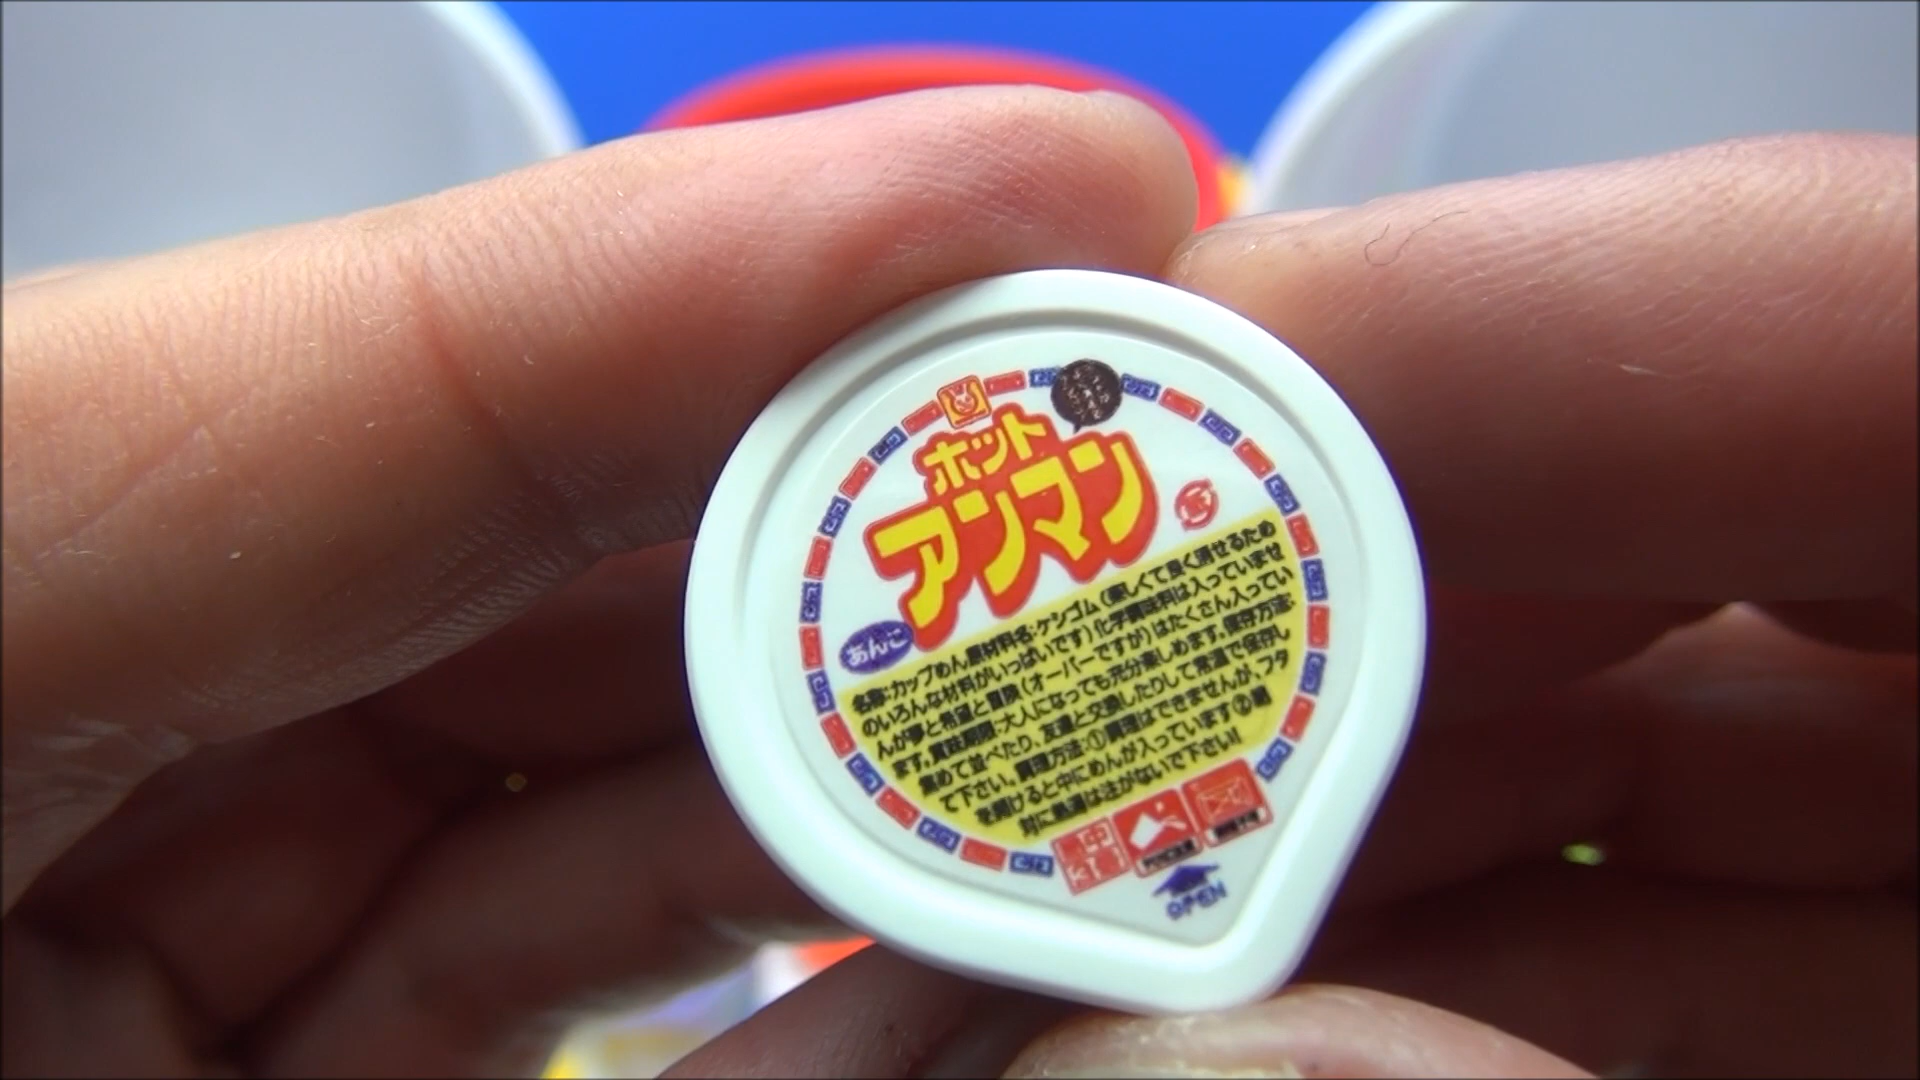 ホット
アンマン
あんこ
名称:カップめん原材料名:ケシゴム(楽しくて良く消せるため
のいろんな材料がいっぱいです)化学調味料は入っていませ
んが夢と希望と冒険(オーバーですが)はたくさん入ってい
ます。賞味期限:大人になっても充分楽しめます。保存方法:
集めて並べたり、友達と交換したりして常温で保存し
て下さい。調理方法:①調理はできませんが、フタ
を開けると中にめんが入っています②絶
対に熱湯は注がないで下さい!!
OPEN